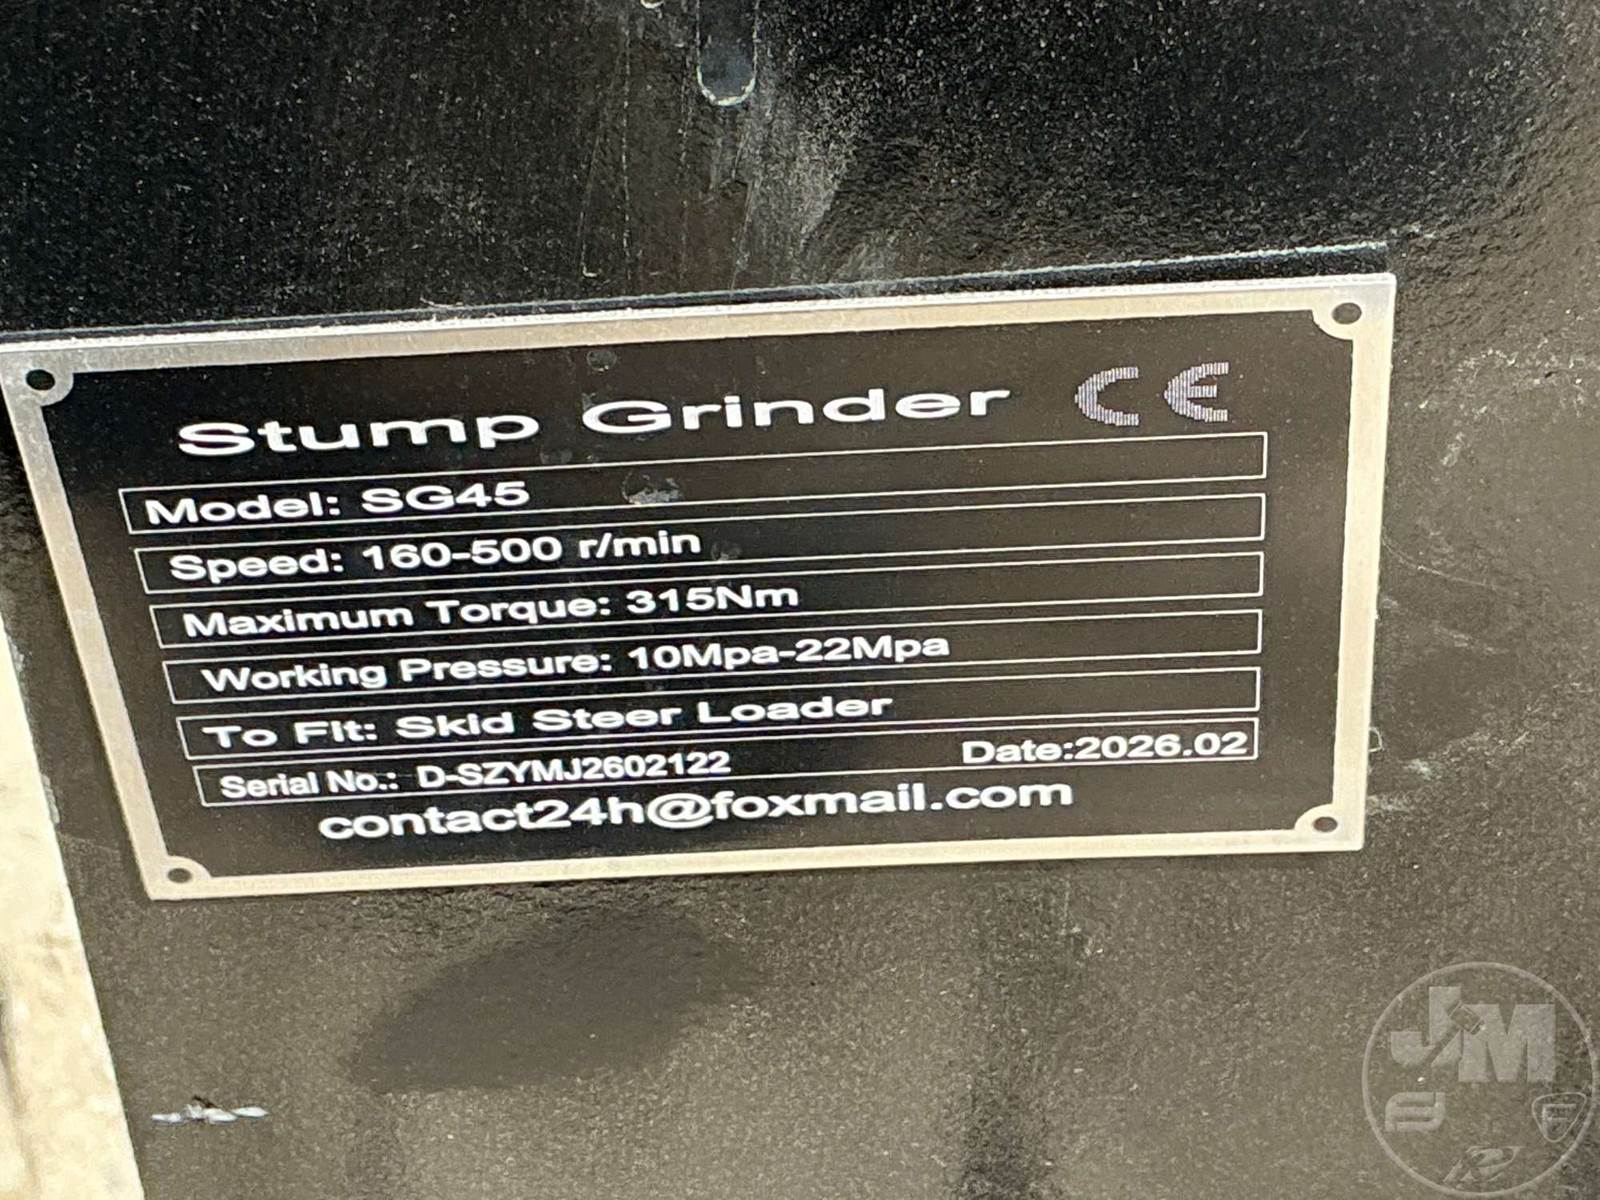 Stump Grinder CE
Model: SG45
Speed: 160-500 r/min
Maximum Torque: 315Nm
Working Pressure: 10Mpa-22Mpa
To Fit: Skid Steer Loader
Serial No.: D-SZYMJ2602122 Date:2026.02
contact24h@foxmail.com
JM